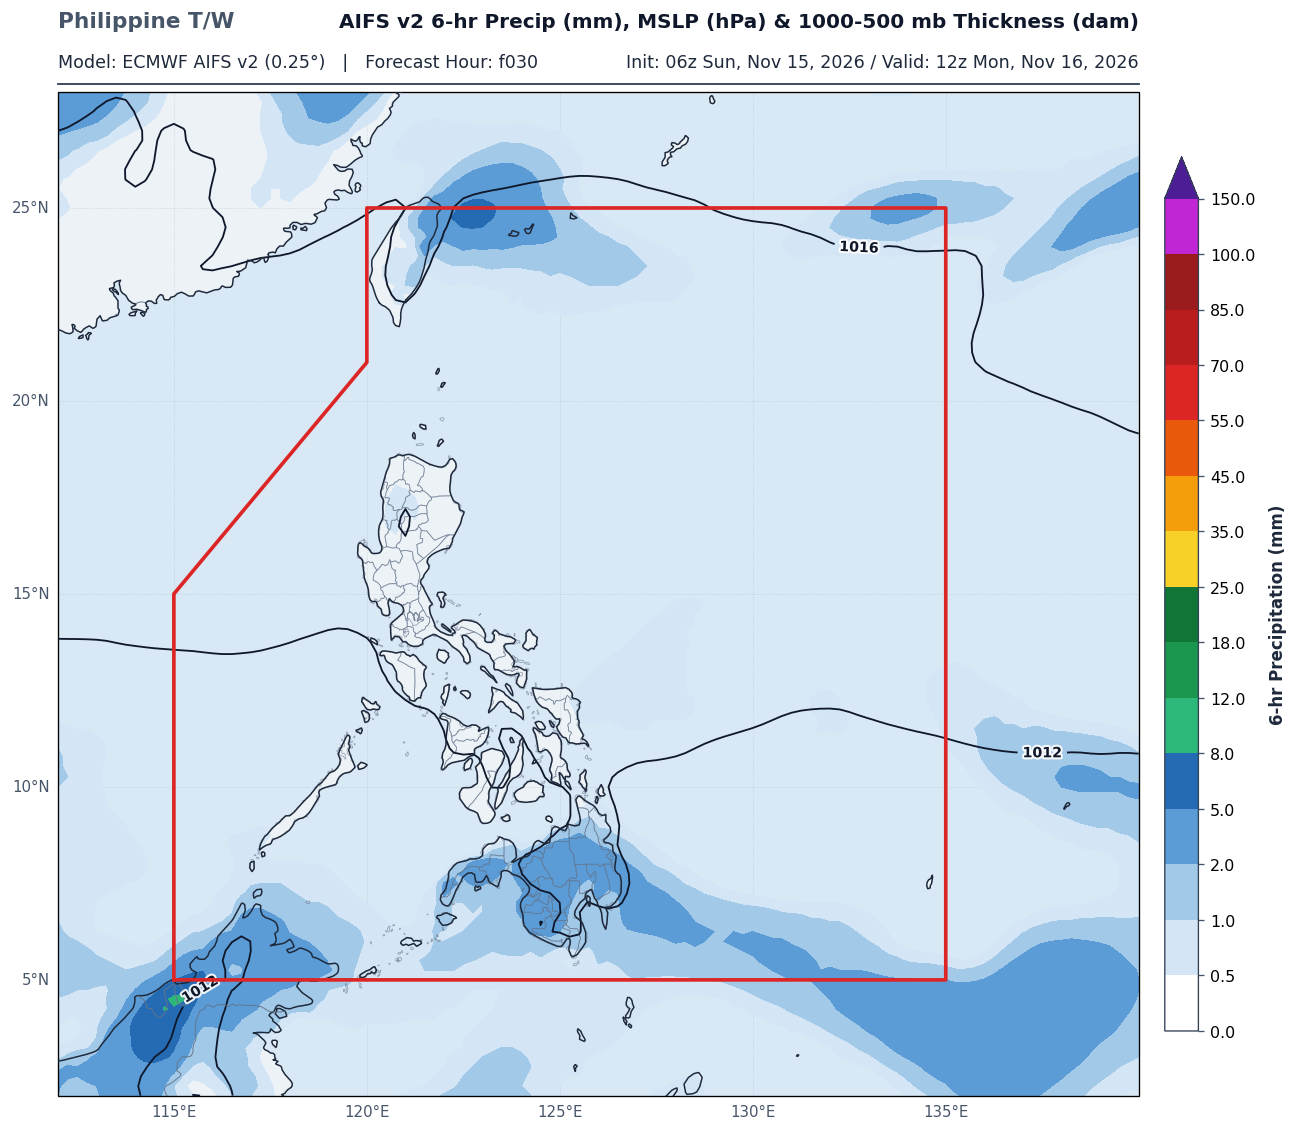 Philippine T/W
AIFS v2 6-hr Precip (mm), MSLP (hPa) & 1000-500 mb Thickness (dam)
Model: ECMWF AIFS v2 (0.25°) | Forecast Hour: f030
Init: 06z Sun, Nov 15, 2026 / Valid: 12z Mon, Nov 16, 2026
25°N
20°N
15°N
10°N
5°N
1016
1012
1012
115°E
120°E
125°E
130°E
135°E
150.0
100.0
85.0
70.0
55.0
45.0
35.0
25.0
18.0
12.0
8.0
5.0
2.0
1.0
0.5
0.0
6-hr Precipitation (mm)